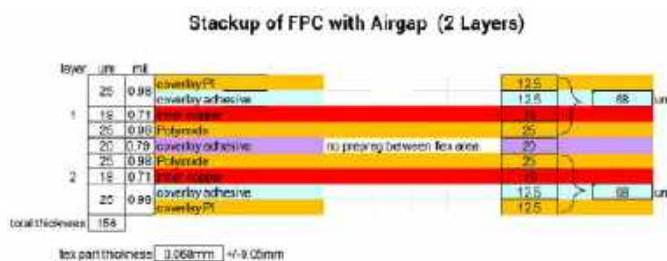 Stackup of FPC with Airgap (2 Layers)
layer um mil
coverlay PI 12.5
25 0.98
coverlay adhesive 12.5 68 um
1 18 0.71 inner copper 18
25 0.98 Polyimide 25
20 0.79 coverlay adhesive no prepreg between flex area 20
25 0.98 Polyimide 25
2 18 0.71 inner copper 18
coverlay adhesive 12.5 68 um
25 0.98
coverlay PI 12.5
total thickness 156
flex part thickness 0.068mm +/-0.05mm